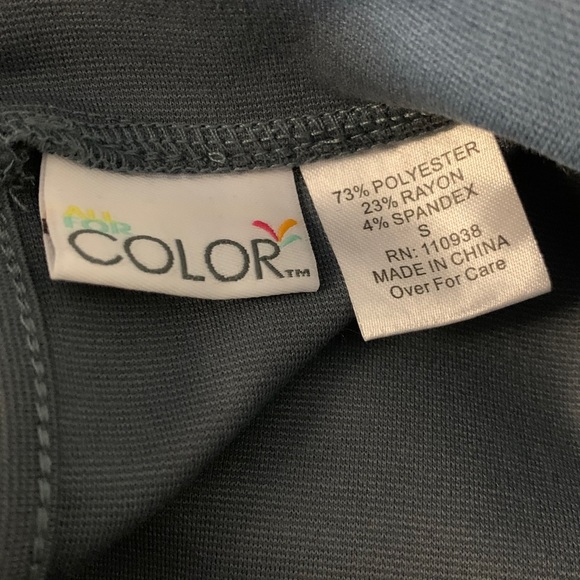 ALL
FOR
COLOR™
73% POLYESTER
23% RAYON
4% SPANDEX
S
RN: 110938
MADE IN CHINA
Over For Care